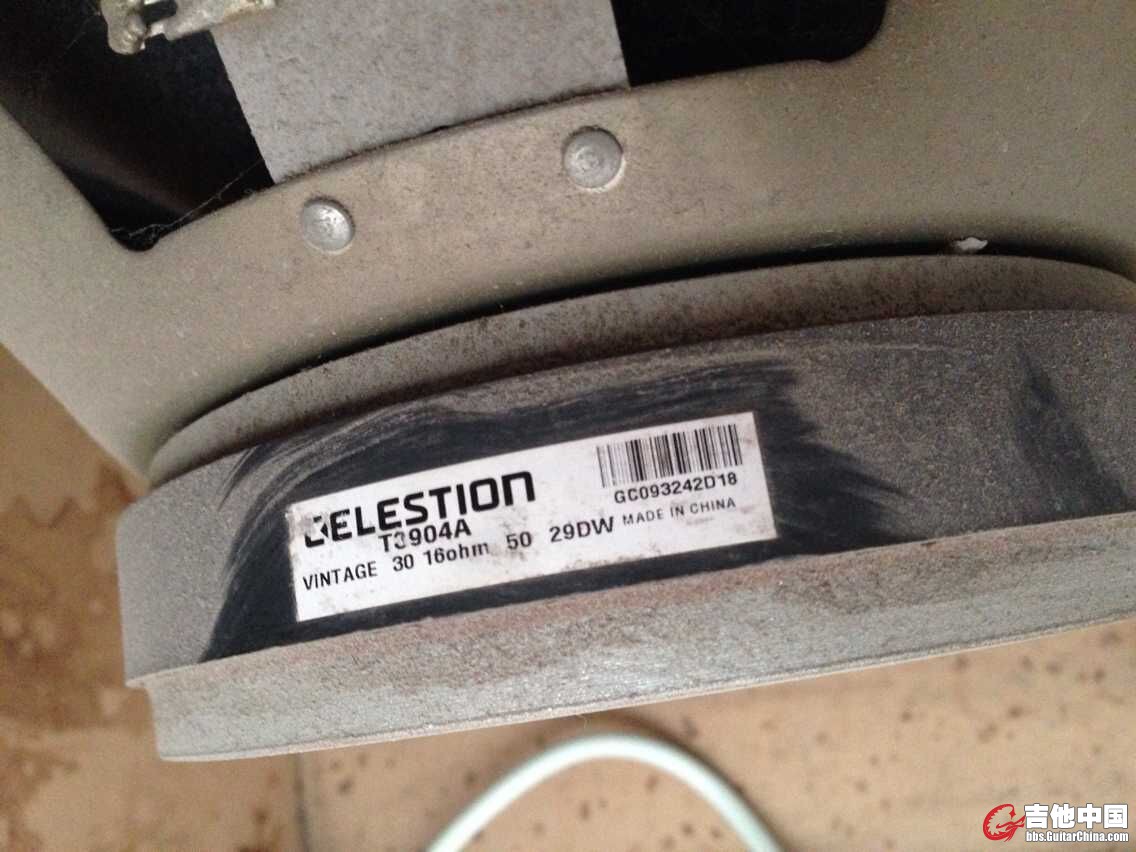 CELESTION
GC093242D18
T3904A
MADE IN CHINA
VINTAGE 30 16ohm 50 29DW
吉他中国
bbs.GuitarChina.com